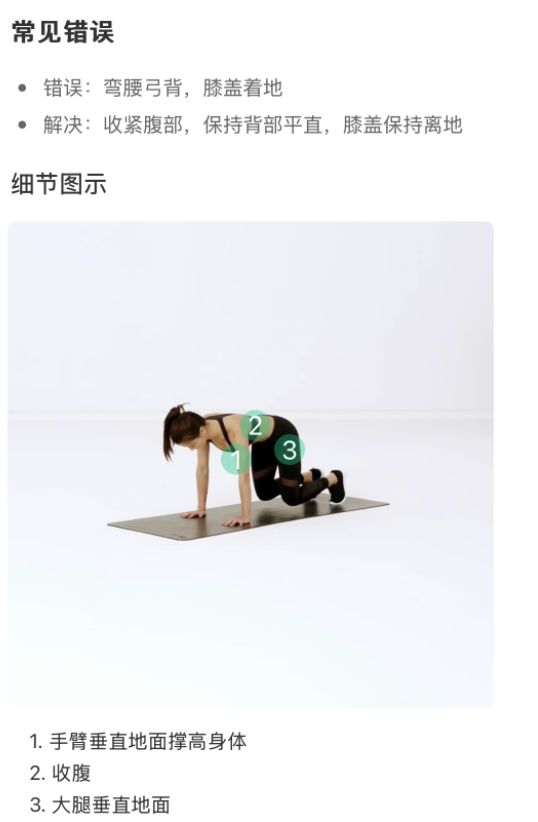 常见错误
• 错误：弯腰弓背，膝盖着地
• 解决：收紧腹部，保持背部平直，膝盖保持离地
细节图示
2
1
3
1. 手臂垂直地面撑高身体
2. 收腹
3. 大腿垂直地面